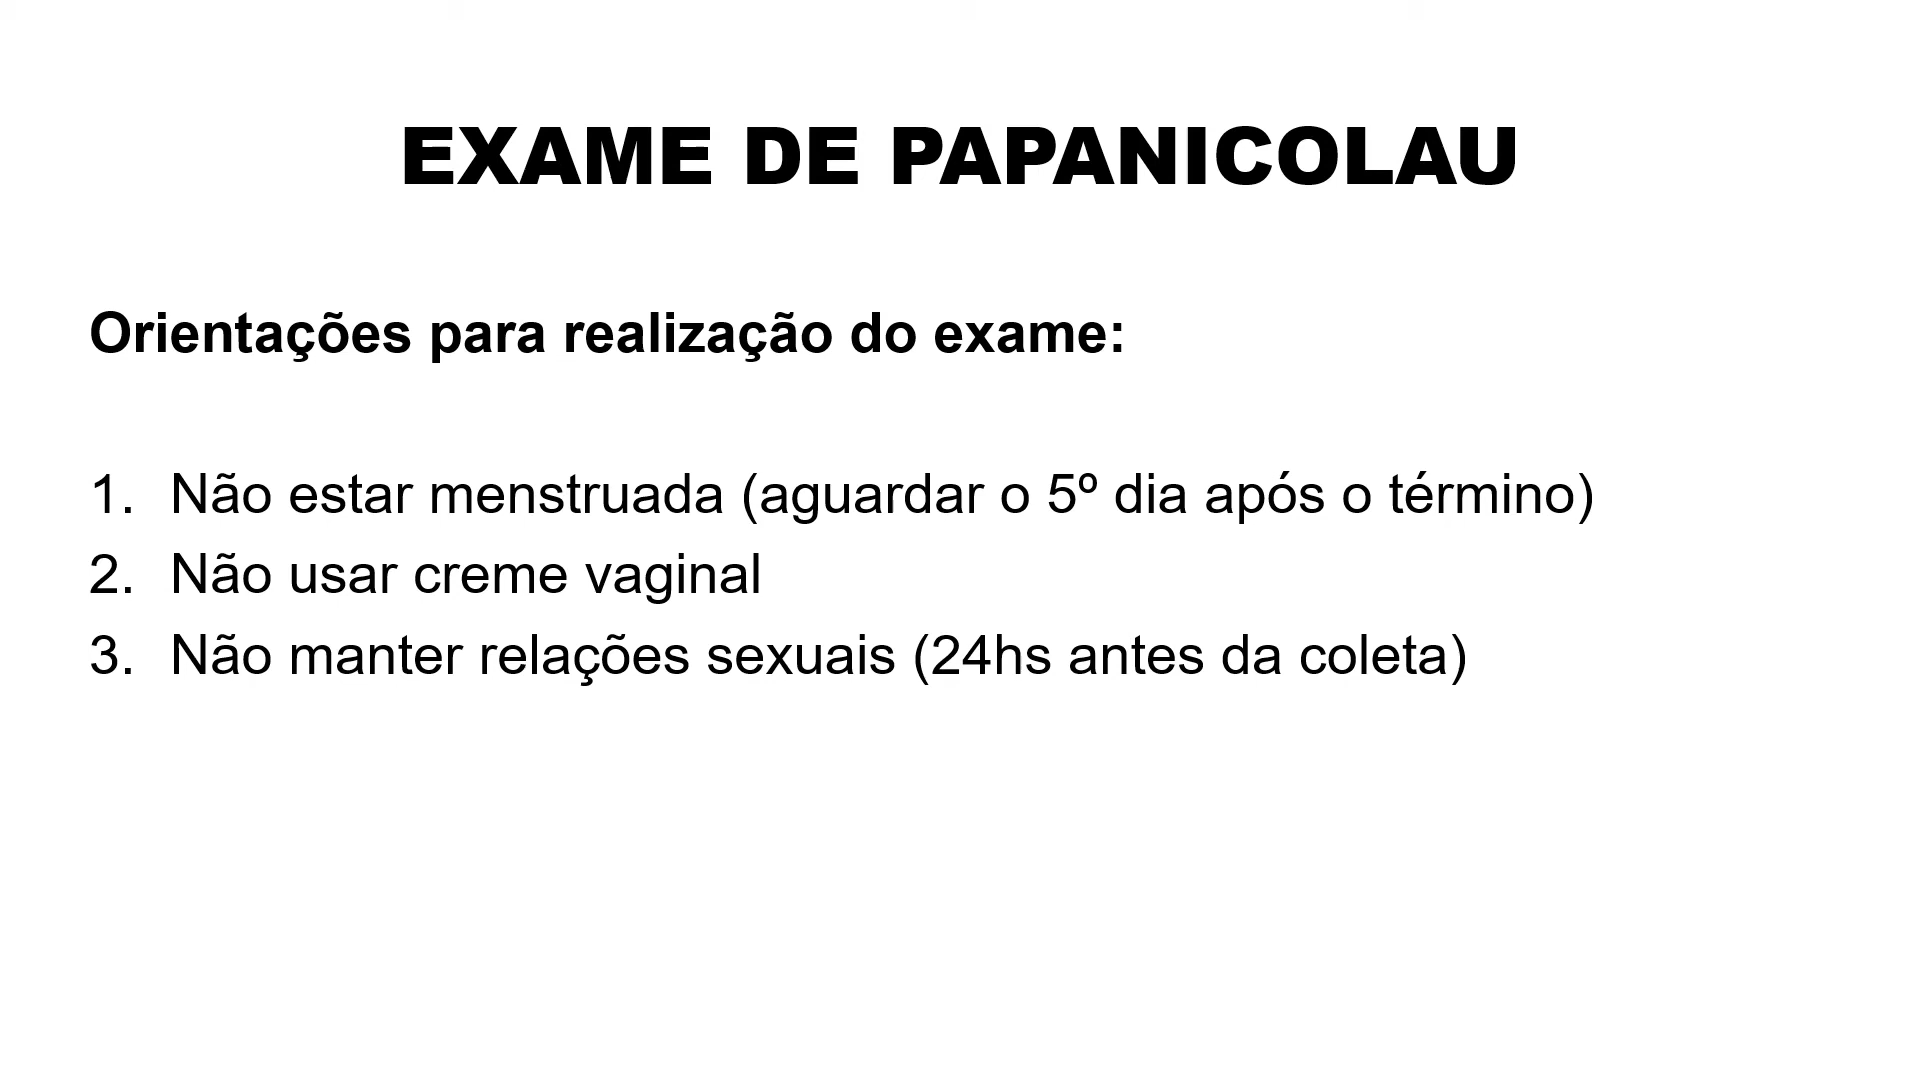 EXAME DE PAPANICOLAU
Orientações para realização do exame:
1. Não estar menstruada (aguardar o 5º dia após o término)
2. Não usar creme vaginal
3. Não manter relações sexuais (24hs antes da coleta)